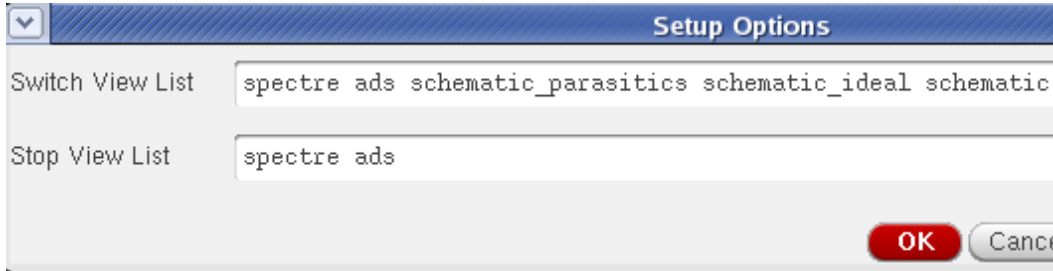 Setup Options
Switch View List spectre ads schematic_parasitics schematic_ideal schematic
Stop View List spectre ads
OK